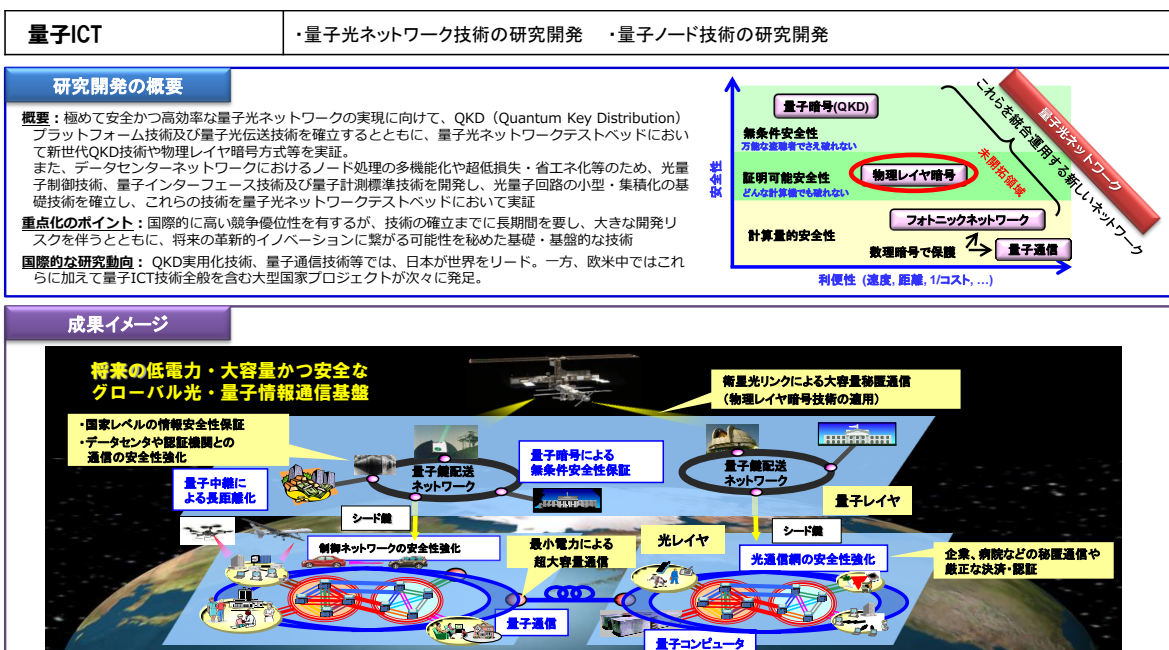 量子ICT
・量子光ネットワーク技術の研究開発 ・量子ノード技術の研究開発
研究開発の概要
概要：極めて安全かつ高効率な量子光ネットワークの実現に向けて、QKD（Quantum Key Distribution）
プラットフォーム技術及び量子光伝送技術を確立するとともに、量子光ネットワークテストベッドにおい
て新世代QKD技術や物理レイヤ暗号方式等を実証。
また、データセンターネットワークにおけるノード処理の多機能化や超低損失・省エネ化等のため、光量
子制御技術、量子インターフェース技術及び量子計測標準技術を開発し、光量子回路の小型・集積化の基
礎技術を確立し、これらの技術を量子光ネットワークテストベッドにおいて実証
重点化のポイント：国際的に高い競争優位性を有するが、技術の確立までに長期間を要し、大きな開発リ
スクを伴うとともに、将来の革新的イノベーションに繋がる可能性を秘めた基礎・基盤的な技術
国際的な研究動向： QKD実用化技術、量子通信技術等では、日本が世界をリード。一方、欧米中ではこれ
らに加えて量子ICT技術全般を含む大型国家プロジェクトが次々に発足。
安全性
量子暗号(QKD)
無条件安全性
万能な盗聴者でさえ破れない
証明可能安全性
どんな計算機でも破れない
物理レイヤ暗号
計算量的安全性
フォトニックネットワーク
数理暗号で保護
量子通信
利便性 (速度, 距離, 1/コスト, …)
未開拓領域
これらを統合運用する新しいネットワーク
量子光ネットワーク
成果イメージ
将来の低電力・大容量かつ安全な
グローバル光・量子情報通信基盤
衛星光リンクによる大容量秘匿通信
（物理レイヤ暗号技術の適用）
・国家レベルの情報安全性保証
・データセンタや認証機関との
通信の安全性強化
量子中継に
よる長距離化
量子鍵配送
ネットワーク
量子暗号による
無条件安全性保証
量子鍵配送
ネットワーク
量子レイヤ
シード鍵
シード鍵
制御ネットワークの安全性強化
最小電力による
超大容量通信
光レイヤ
光通信網の安全性強化
企業、病院などの秘匿通信や
厳正な決済・認証
量子通信
量子コンピュータ